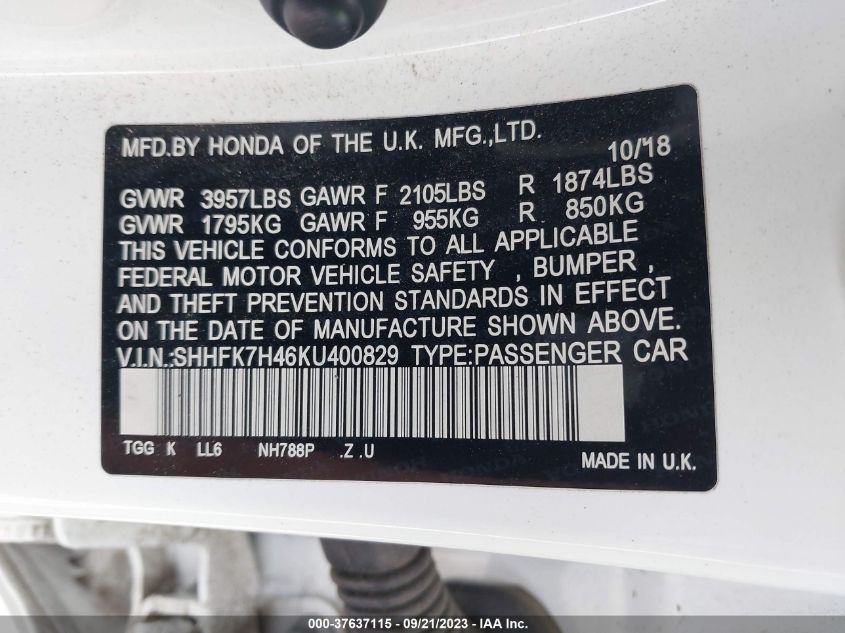 MFD.BY HONDA OF THE U.K. MFG.,LTD. 10/'18
GVWR 3957LBS GAWR F 2105LBS R 1874LBS
GVWR 1795KG GAWR F 955KG R 850KG
THIS VEHICLE CONFORMS TO ALL APPLICABLE
FEDERAL MOTOR VEHICLE SAFETY , BUMPER ,
AND THEFT PREVENTION STANDARDS IN EFFECT
ON THE DATE OF MANUFACTURE SHOWN ABOVE.
V.I.N.:SHHFK7H46KU400829 TYPE:PASSENGER CAR
TGG K LL6 NH788P .Z .U
MADE IN U.K.
000-37637115 - 09/21/2023 - IAA Inc.